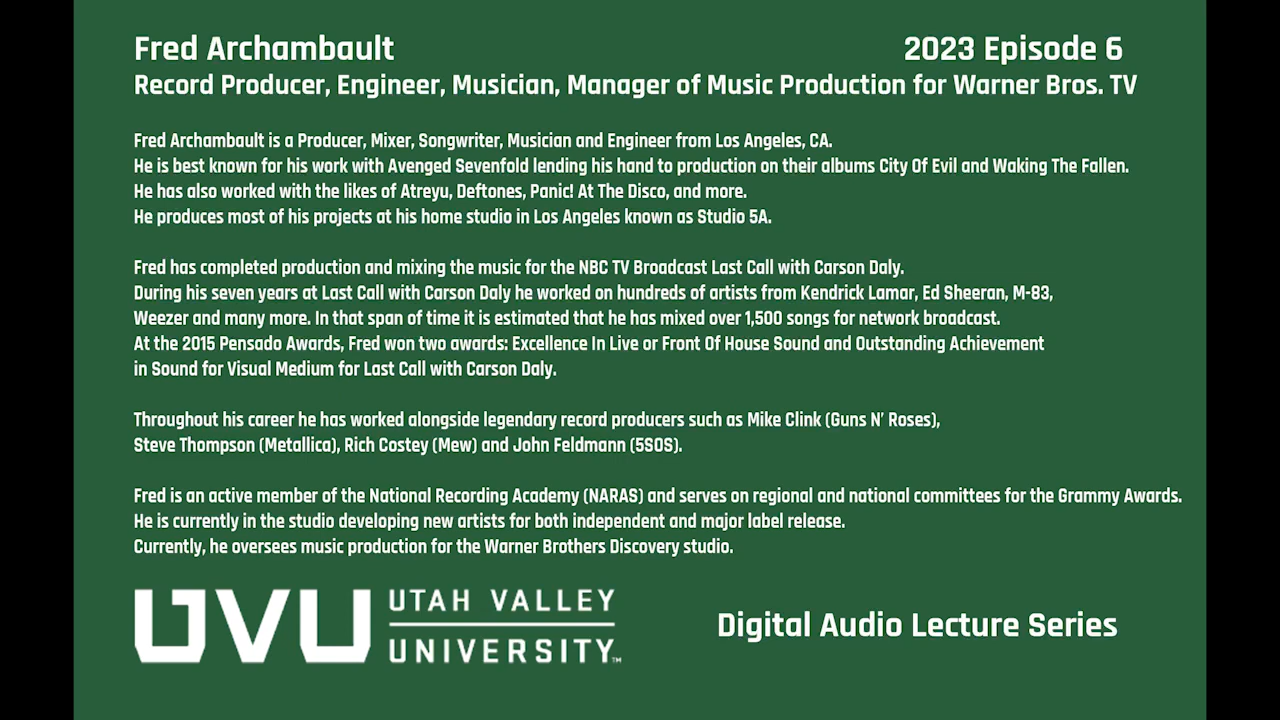 Fred Archambault 2023 Episode 6
Record Producer, Engineer, Musician, Manager of Music Production for Warner Bros. TV
Fred Archambault is a Producer, Mixer, Songwriter, Musician and Engineer from Los Angeles, CA.
He is best known for his work with Avenged Sevenfold lending his hand to production on their albums City Of Evil and Waking The Fallen.
He has also worked with the likes of Atreyu, Deftones, Panic! At The Disco, and more.
He produces most of his projects at his home studio in Los Angeles known as Studio 5A.
Fred has completed production and mixing the music for the NBC TV Broadcast Last Call with Carson Daly.
During his seven years at Last Call with Carson Daly he worked on hundreds of artists from Kendrick Lamar, Ed Sheeran, M-83,
Weezer and many more. In that span of time it is estimated that he has mixed over 1,500 songs for network broadcast.
At the 2015 Pensado Awards, Fred won two awards: Excellence In Live or Front Of House Sound and Outstanding Achievement
in Sound for Visual Medium for Last Call with Carson Daly.
Throughout his career he has worked alongside legendary record producers such as Mike Clink (Guns N’ Roses),
Steve Thompson (Metallica), Rich Costey (Mew) and John Feldmann (5SOS).
Fred is an active member of the National Recording Academy (NARAS) and serves on regional and national committees for the Grammy Awards.
He is currently in the studio developing new artists for both independent and major label release.
Currently, he oversees music production for the Warner Brothers Discovery studio.
UVU UTAH VALLEY
UNIVERSITY™
Digital Audio Lecture Series